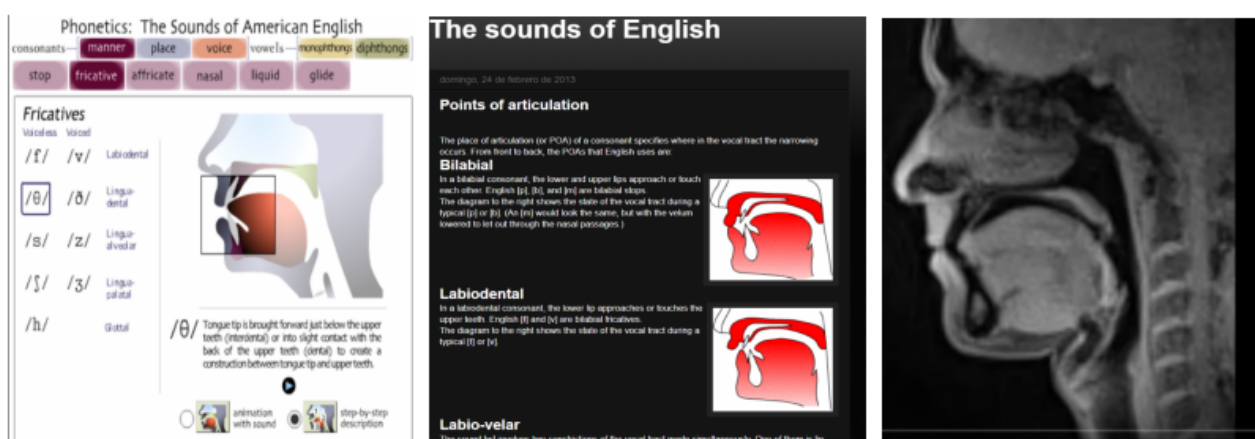 Phonetics: The Sounds of American English
consonants manner place voice vowels monophthongs diphthongs
stop fricative affricate nasal liquid glide
Fricatives
Voiceless Voiced
/f/ /v/ Labiodental
/θ/ /ð/ Lingua-
dental
/s/ /z/ Lingua-
alveolar
/ʃ/ /ʒ/ Lingua-
palatal
/h/ Glottal
/θ/ Tongue tip is brought forward just below the upper
teeth (interdental) or into slight contact with the
back of the upper teeth (dental) to create a
construction between tongue tip and upper teeth.
animation
with sound
step-by-step
description
The sounds of English
domingo, 24 de febrero de 2013
Points of articulation
The place of articulation (or POA) of a consonant specifies where in the vocal tract the narrowing
occurs. From front to back, the POAs that English uses are:
Bilabial
In a bilabial consonant, the lower and upper lips approach or touch
each other. English [p], [b], and [m] are bilabial stops.
The diagram to the right shows the state of the vocal tract during a
typical [p] or [b]. (An [m] would look the same, but with the velum
lowered to let out through the nasal passages.)
Labiodental
In a labiodental consonant, the lower lip approaches or touches the
upper teeth. English [f] and [v] are bilabial fricatives.
The diagram to the right shows the state of the vocal tract during a
typical [f] or [v].
Labio-velar